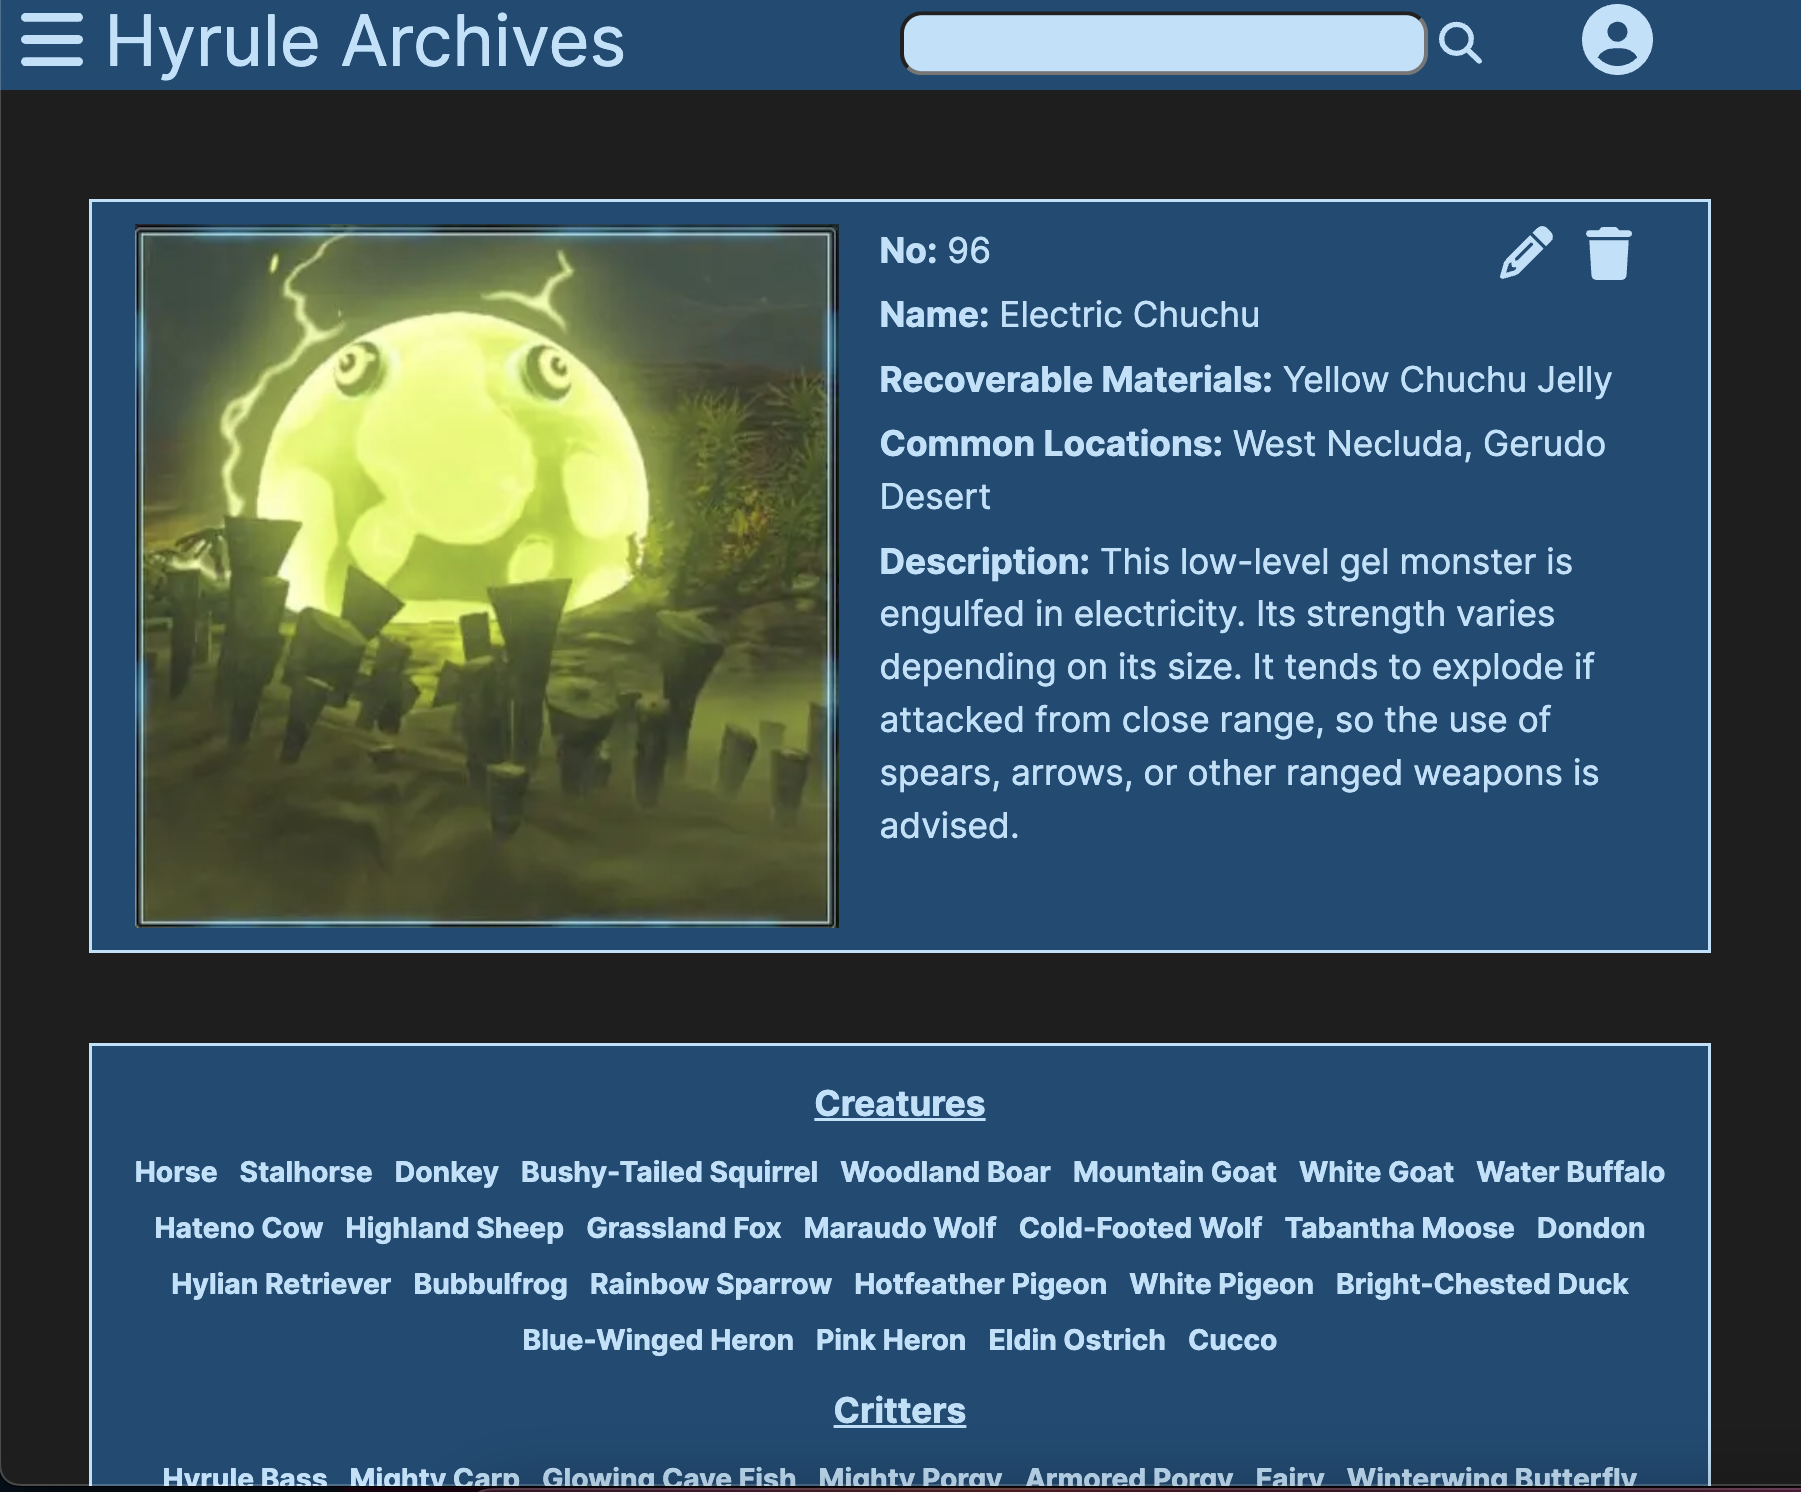 Hyrule Archives
No: 96
Name: Electric Chuchu
Recoverable Materials: Yellow Chuchu Jelly
Common Locations: West Necluda, Gerudo
Desert
Description: This low-level gel monster is
engulfed in electricity. Its strength varies
depending on its size. It tends to explode if
attacked from close range, so the use of
spears, arrows, or other ranged weapons is
advised.
Creatures
Horse Stalhorse Donkey Bushy-Tailed Squirrel Woodland Boar Mountain Goat White Goat Water Buffalo
Hateno Cow Highland Sheep Grassland Fox Maraudo Wolf Cold-Footed Wolf Tabantha Moose Dondon
Hylian Retriever Bubbulfrog Rainbow Sparrow Hotfeather Pigeon White Pigeon Bright-Chested Duck
Blue-Winged Heron Pink Heron Eldin Ostrich Cucco
Critters
Hyrule Bass Mighty Carp Glowing Cave Fish Mighty Porgy Armored Porgy Fairy Winterwing Butterfly